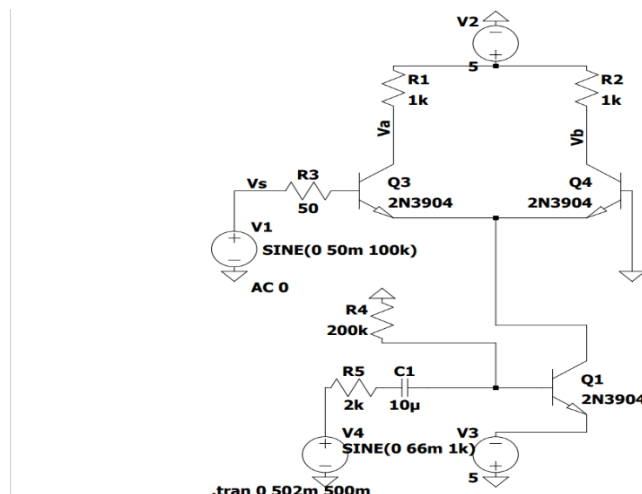 V2
5
R1
1k
R2
1k
Va
Vb
Vs
R3
50
Q3
2N3904
Q4
2N3904
V1
SINE(0 50m 100k)
AC 0
R4
200k
R5
2k
C1
10µ
Q1
2N3904
V4
SINE(0 66m 1k)
V3
5
.tran 0 502m 500m